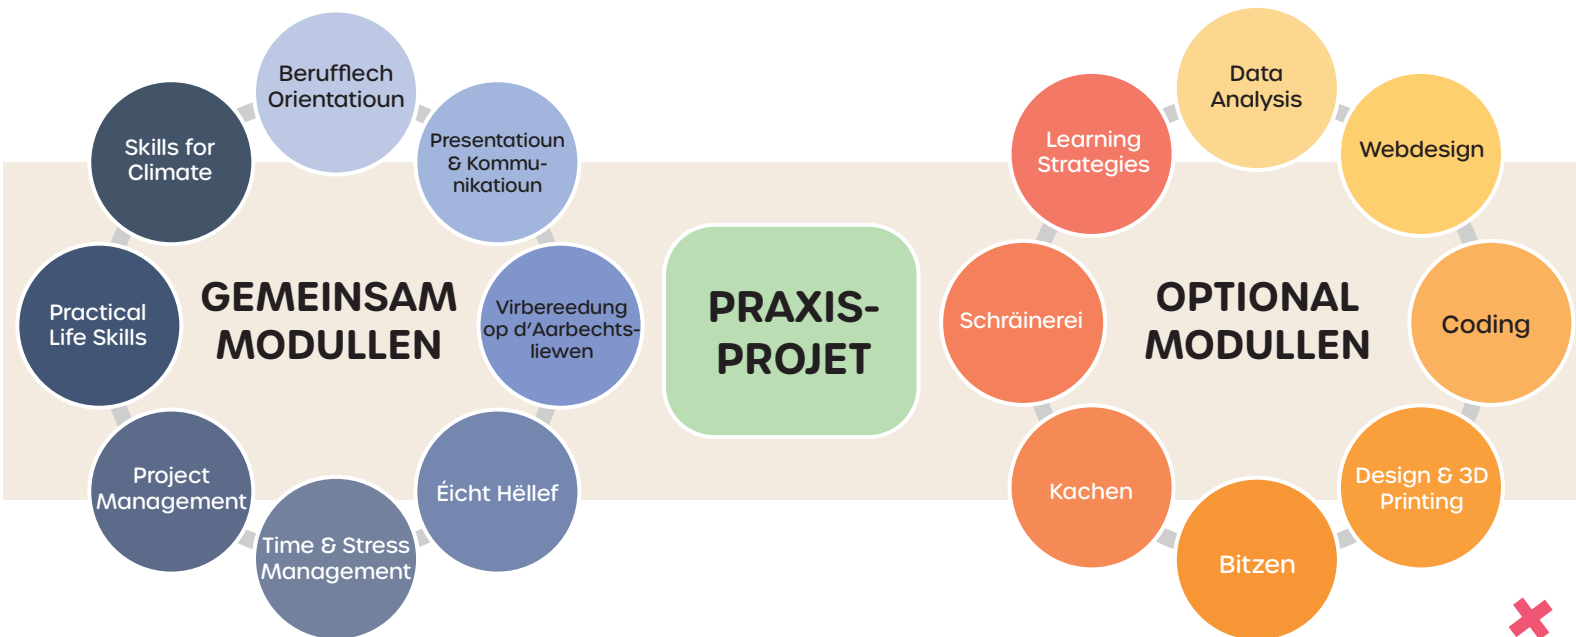 GEMEINSAM
MODULLEN
Berufflech
Orientatioun
Presentatioun
& Kommu-
nikatioun
Virbereedung
op d‘Aarbechts-
liewen
Éicht Hëllef
Time & Stress
Management
Project
Management
Practical
Life Skills
Skills for
Climate
PRAXIS-
PROJET
OPTIONAL
MODULLEN
Data
Analysis
Webdesign
Coding
Design & 3D
Printing
Bitzen
Kachen
Schräinerei
Learning
Strategies